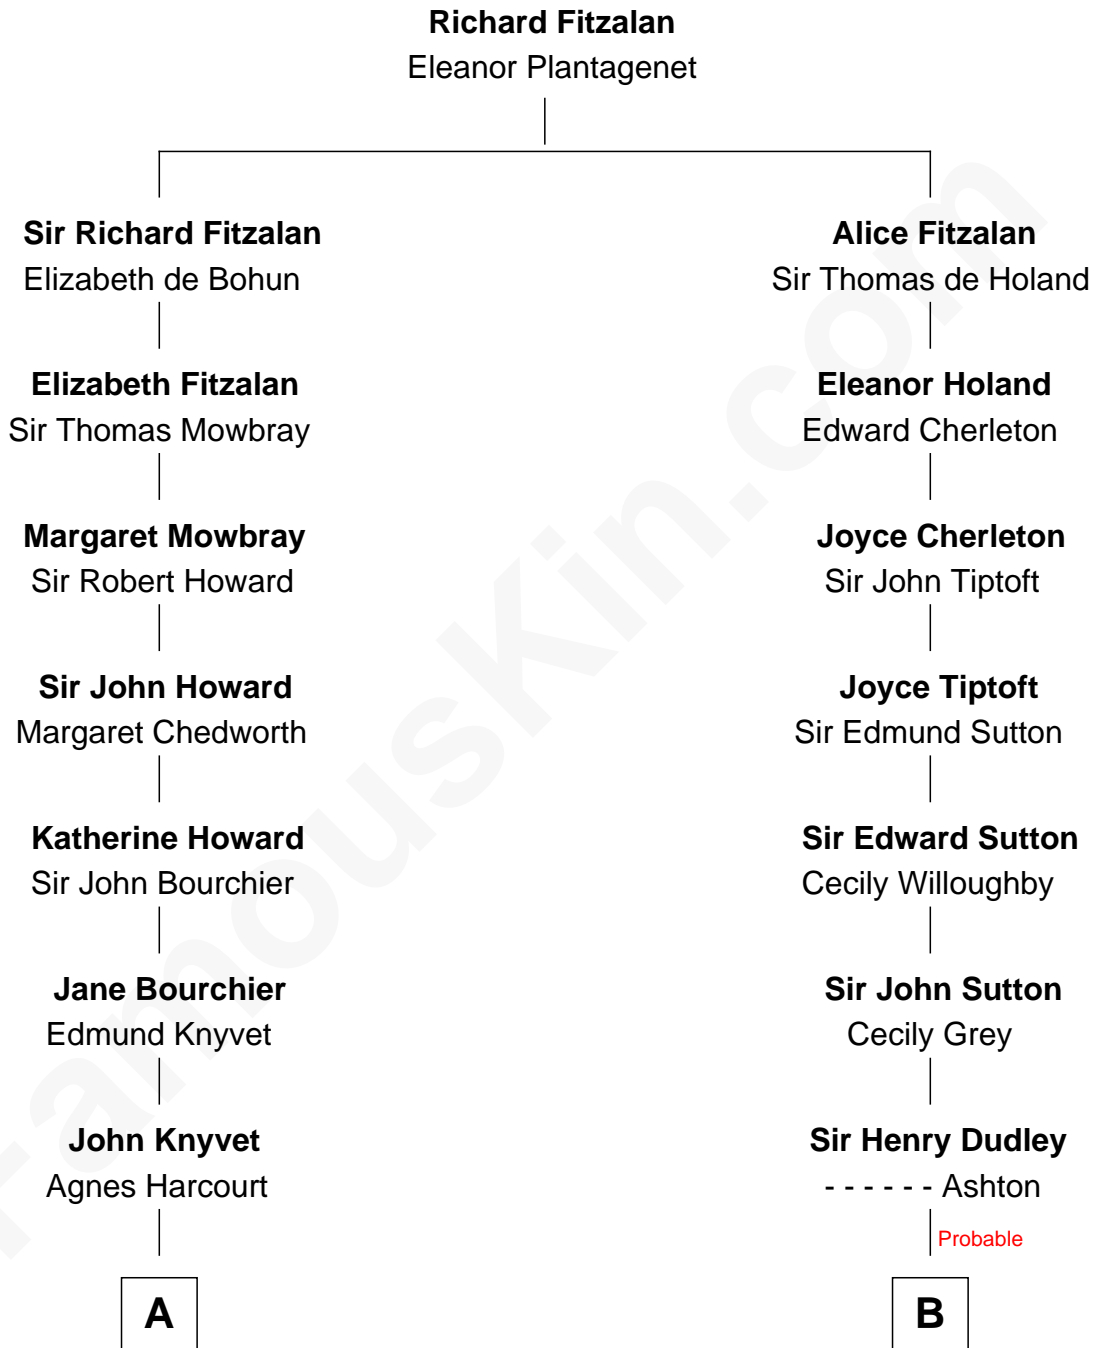 Richard Fitzalan
Eleanor Plantagenet
Sir Richard Fitzalan
Elizabeth de Bohun
Elizabeth Fitzalan
Sir Thomas Mowbray
Margaret Mowbray
Sir Robert Howard
Sir John Howard
Margaret Chedworth
Katherine Howard
Sir John Bourchier
Jane Bourchier
Edmund Knyvet
John Knyvet
Agnes Harcourt
A
Alice Fitzalan
Sir Thomas de Holand
Eleanor Holand
Edward Cherleton
Joyce Cherleton
Sir John Tiptoft
Joyce Tiptoft
Sir Edmund Sutton
Sir Edward Sutton
Cecily Willoughby
Sir John Sutton
Cecily Grey
Sir Henry Dudley
- - - - - - Ashton
Probable
B
FamousKin.com